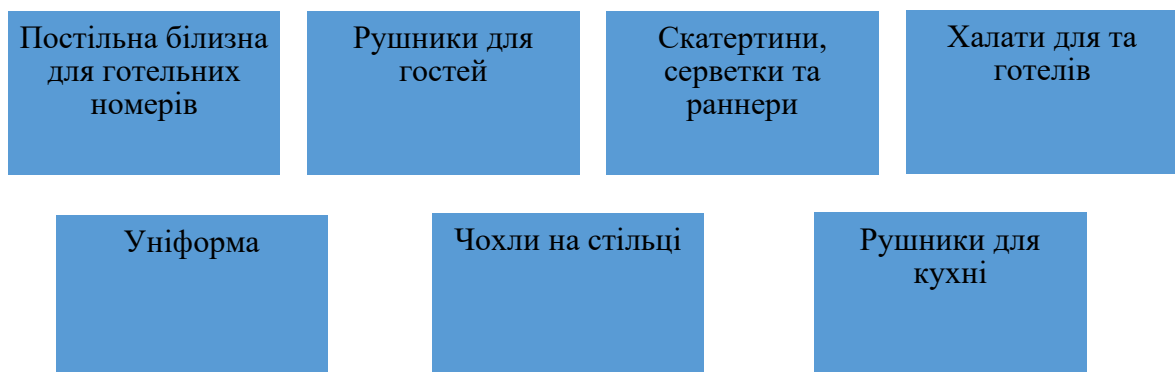 Постільна білизна
для готельних
номерів
Рушники для
гостей
Скатертини,
серветки та
раннери
Халати для та
готелів
Уніформа
Чохли на стільці
Рушники для
кухні